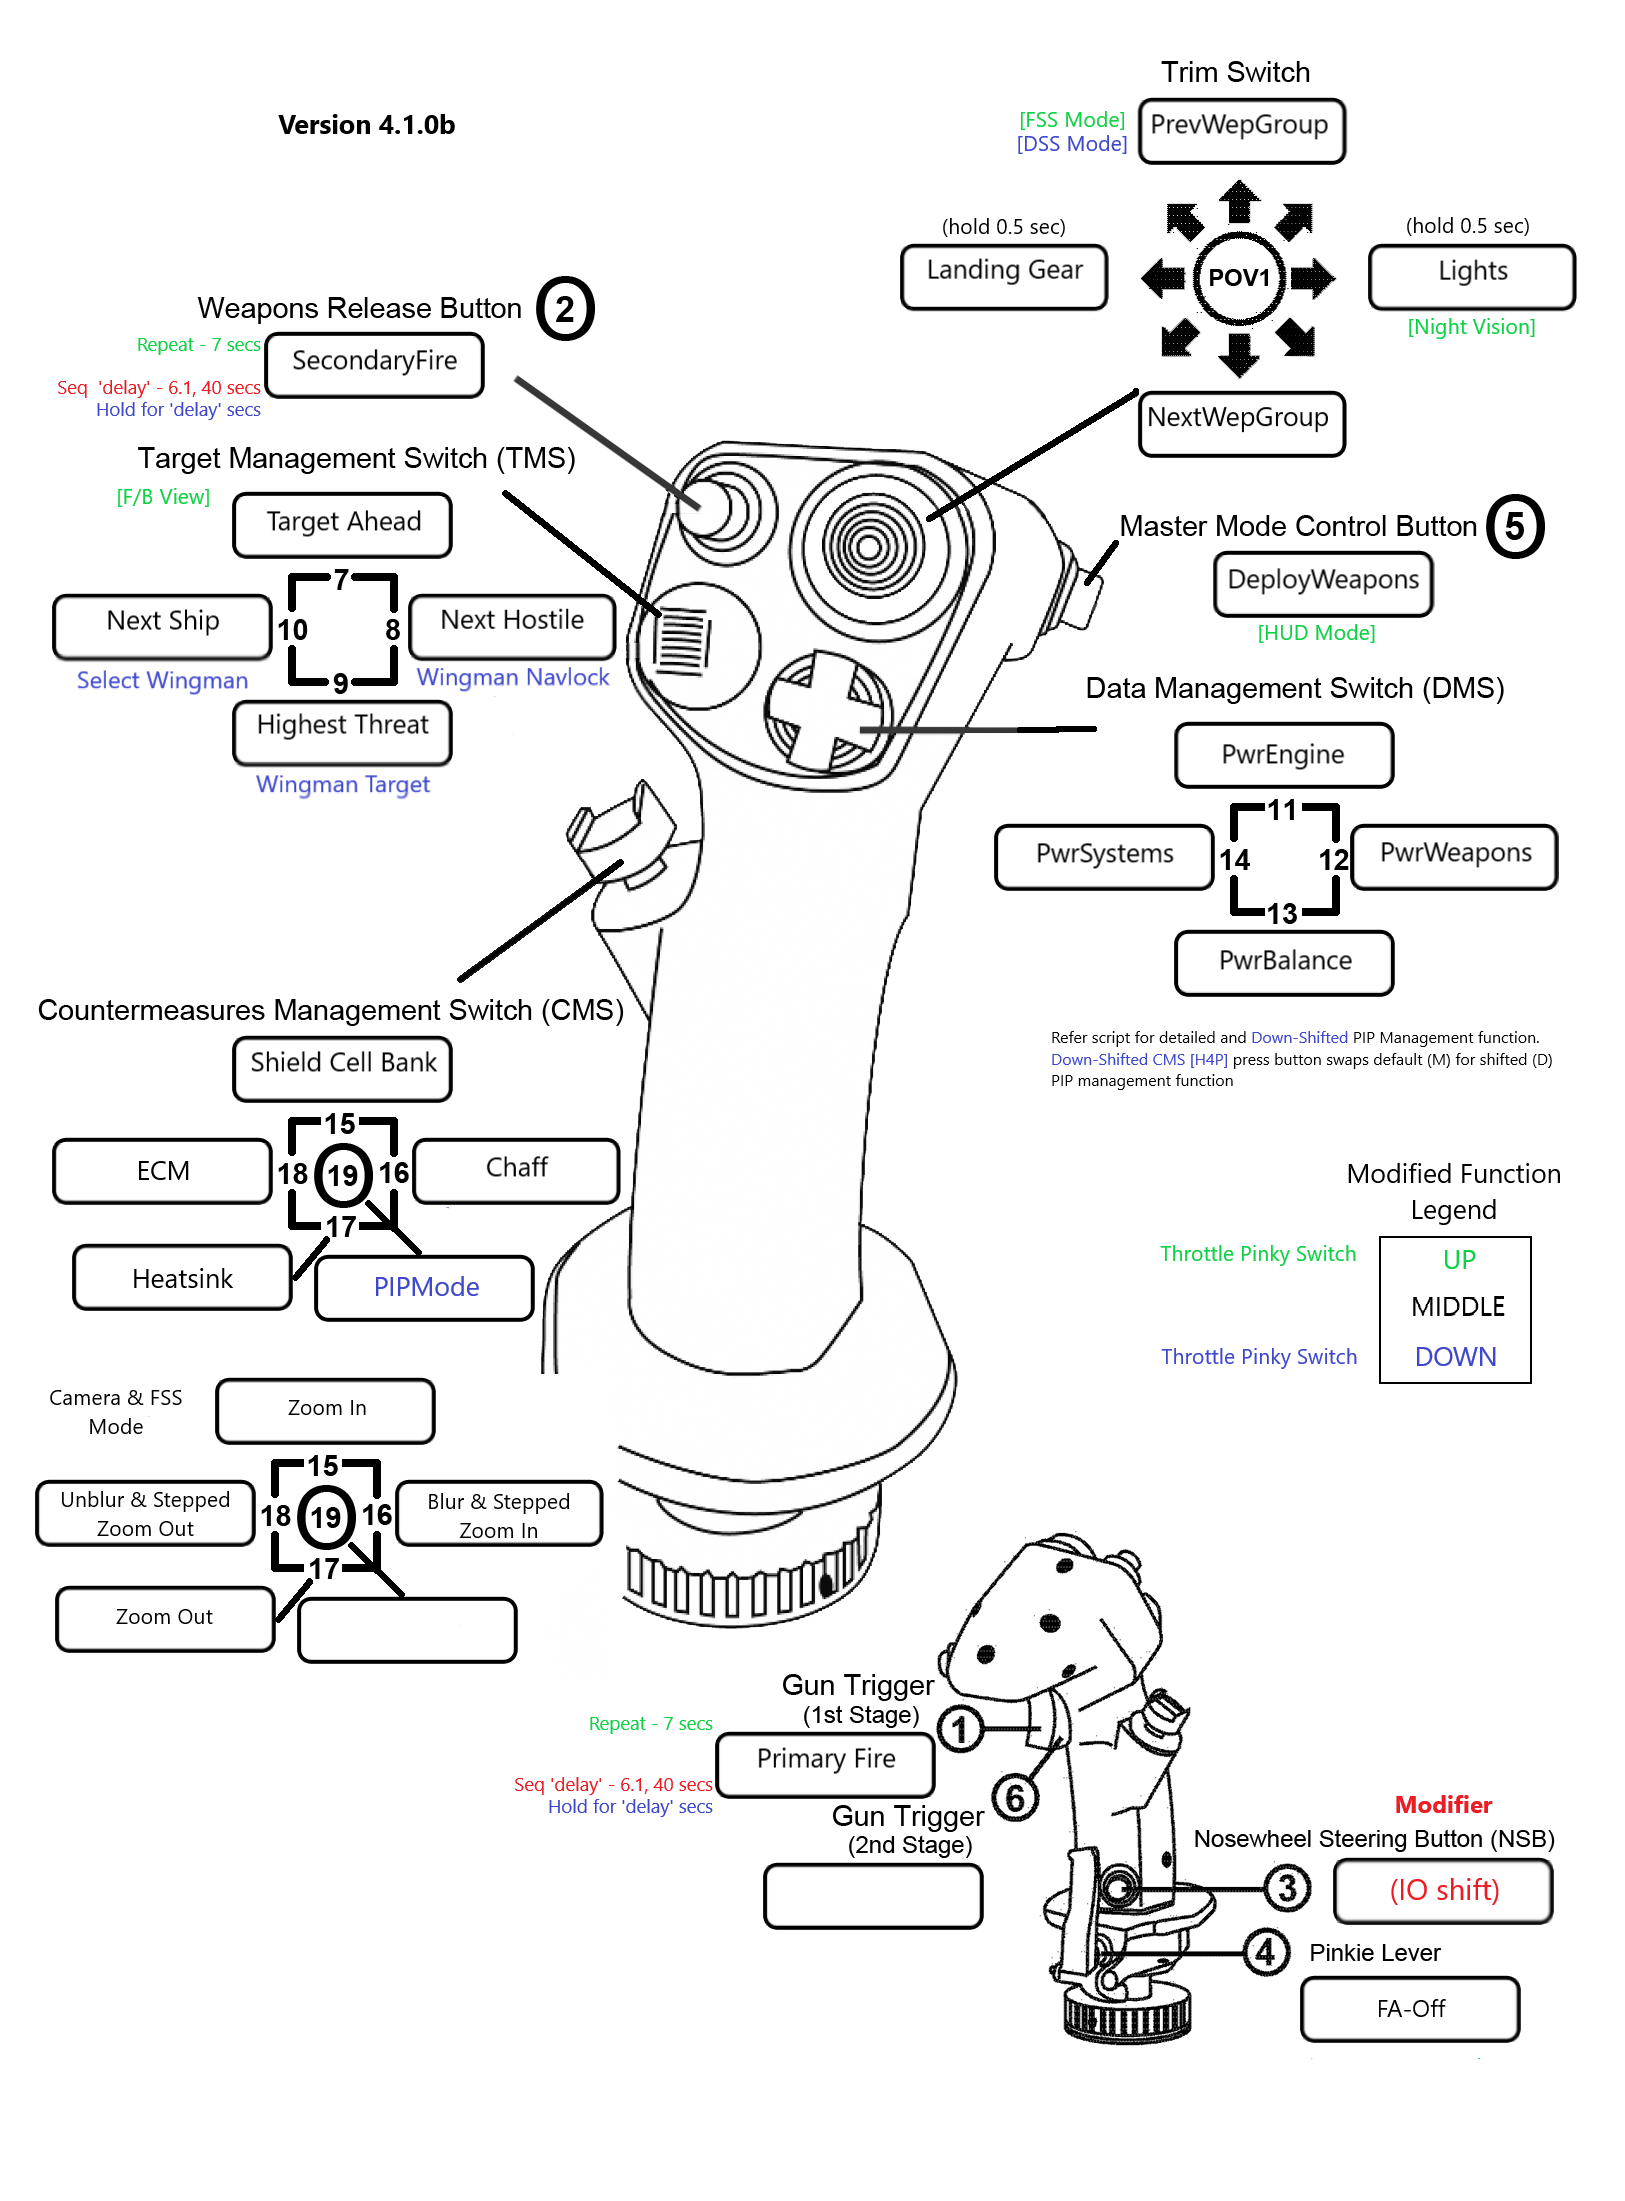 Version 4.1.0b
Trim Switch
[FSS Mode]
[DSS Mode]
PrevWepGroup
(hold 0.5 sec)
Landing Gear
POV1
(hold 0.5 sec)
Lights
[Night Vision]
NextWepGroup
Weapons Release Button 2
Repeat - 7 secs
SecondaryFire
Seq 'delay' - 6.1, 40 secs
Hold for 'delay' secs
Target Management Switch (TMS)
[F/B View]
Target Ahead
7
Next Ship
10
8
Next Hostile
Select Wingman
Wingman Navlock
9
Highest Threat
Wingman Target
Master Mode Control Button 5
DeployWeapons
[HUD Mode]
Data Management Switch (DMS)
PwrEngine
11
PwrSystems
14
12
PwrWeapons
13
PwrBalance
Refer script for detailed and Down-Shifted PIP Management function.
Down-Shifted CMS [H4P] press button swaps default (M) for shifted (D)
PIP management function
Countermeasures Management Switch (CMS)
Shield Cell Bank
15
ECM
18
19
16
Chaff
17
Heatsink
PIPMode
Modified Function
Legend
Throttle Pinky Switch
UP
MIDDLE
Throttle Pinky Switch
DOWN
Camera & FSS
Mode
Zoom In
15
Unblur & Stepped
Zoom Out
18
19
16
Blur & Stepped
Zoom In
17
Zoom Out
Gun Trigger
(1st Stage)
1
Repeat - 7 secs
Primary Fire
Seq 'delay' - 6.1, 40 secs
Hold for 'delay' secs
6
Gun Trigger
(2nd Stage)
Modifier
Nosewheel Steering Button (NSB)
3
(IO shift)
4
Pinkie Lever
FA-Off